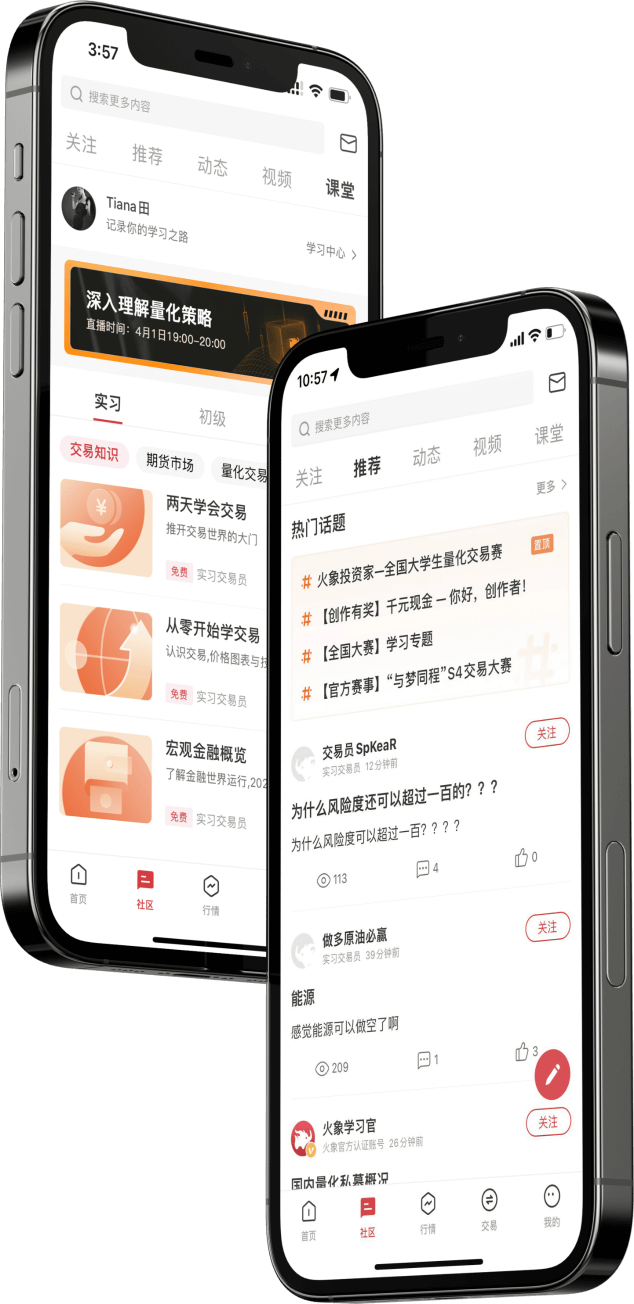 3:57
搜索更多内容
关注 推荐 动态 视频 课堂
Tiana 田
记录你的学习之路
学习中心
深入理解量化策略
直播时间：4月1日19:00-20:00
实习 初级
交易知识 期货市场 量化交易
¥
两天学会交易
推开交易世界的大门
免费 实习交易员
从零开始学交易
认识交易,价格图表与技
免费 实习交易员
宏观金融概览
了解金融世界运行,202
免费 实习交易员
首页 社区 行情
10:57
搜索更多内容
关注 推荐 动态 视频 课堂
热门话题 更多
# 火象投资家—全国大学生量化交易赛 置顶
# 【创作有奖】千元现金 — 你好，创作者！
# 【全国大赛】学习专题
# 【官方赛事】“与梦同程”S4交易大赛
交易员 SpKeaR 关注
实习交易员 12分钟前
为什么风险度还可以超过一百的？？？
为什么风险度可以超过一百？？？？
113 4 0
做多原油必赢 关注
实习交易员 39分钟前
能源
感觉能源可以做空了啊
209 1 3
火象学习官 关注
火象官方认证账号 26分钟前
国内量化私募概况
首页 社区 行情 交易 我的